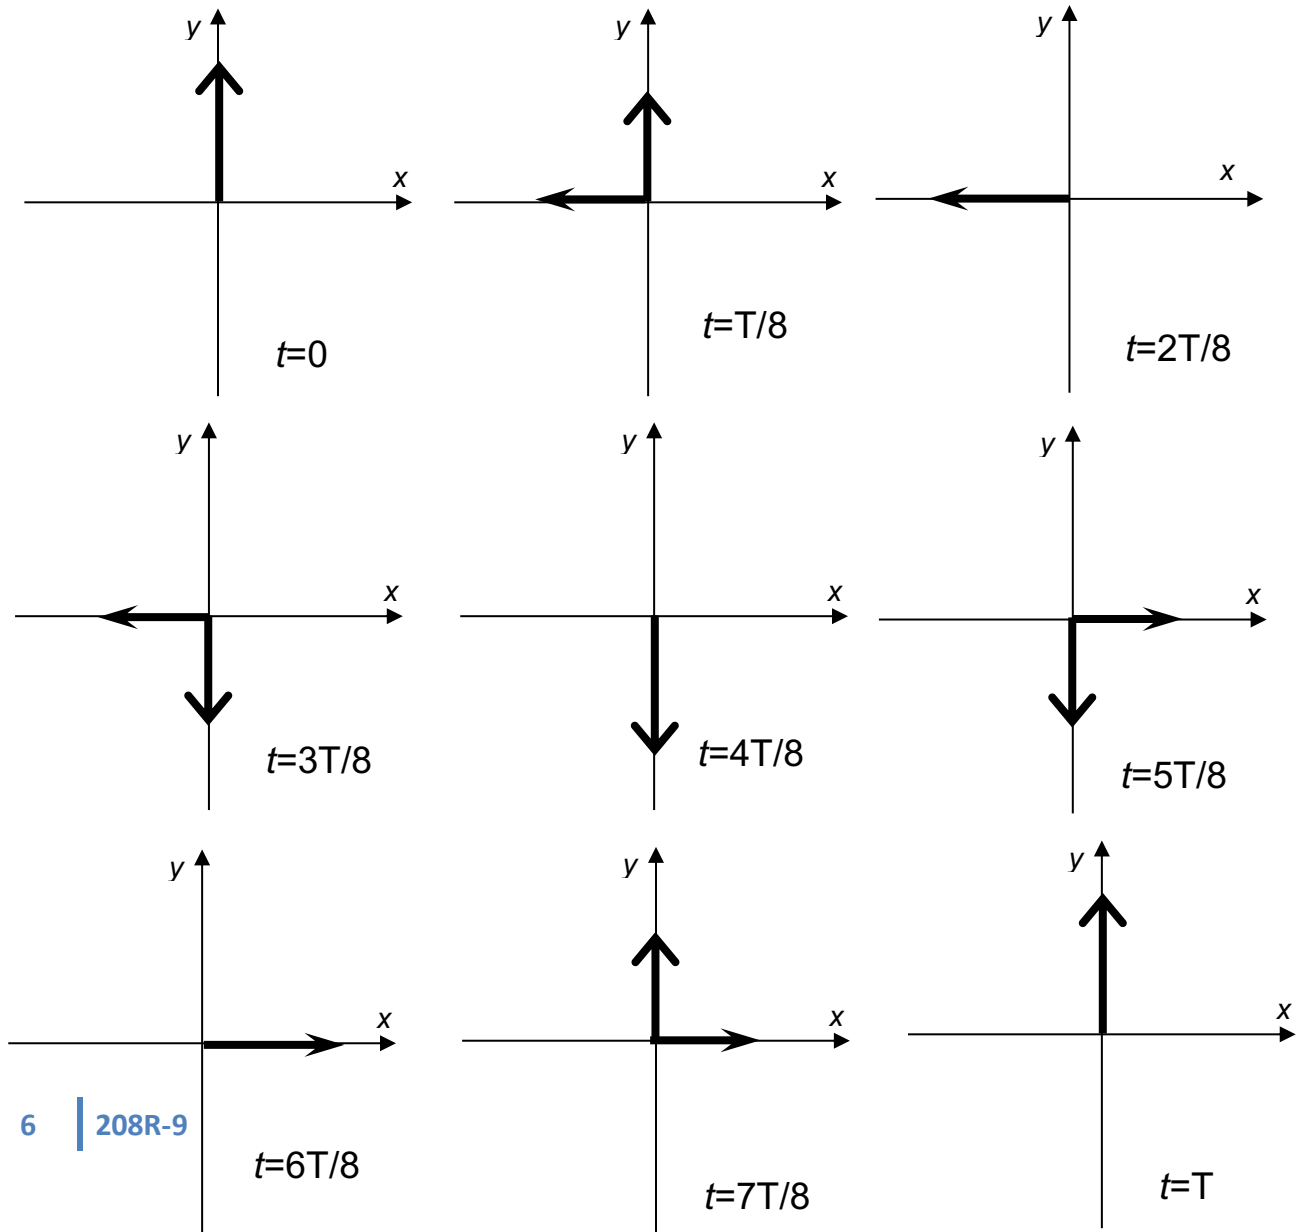 y
x
t=0
y
x
t=T/8
y
x
t=2T/8
y
x
t=3T/8
y
x
t=4T/8
y
x
t=5T/8
y
x
6 208R-9
t=6T/8
y
x
t=7T/8
y
x
t=T